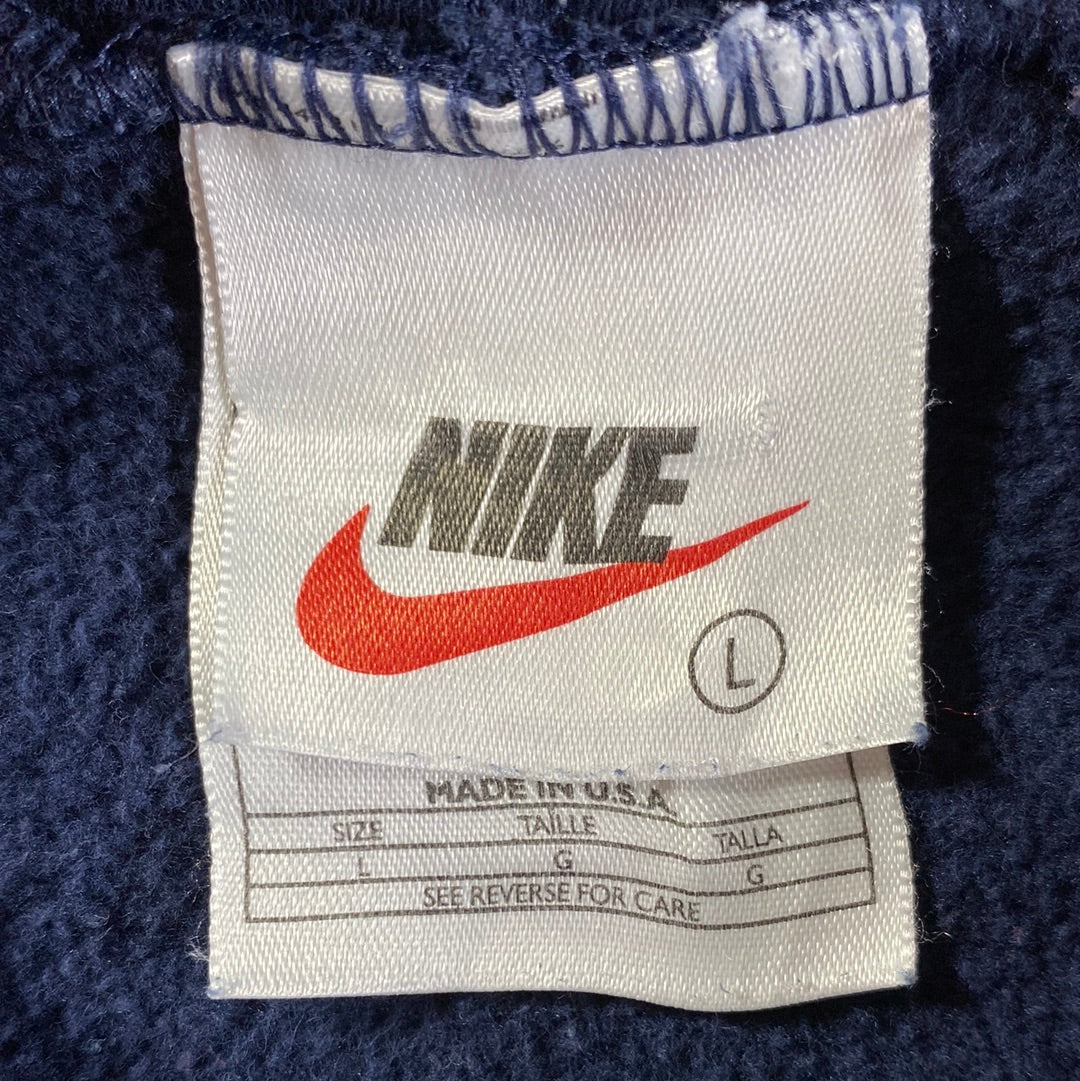 NIKE
L
MADE IN U.S.A
SIZE TAILLE TALLA
L G G
SEE REVERSE FOR CARE